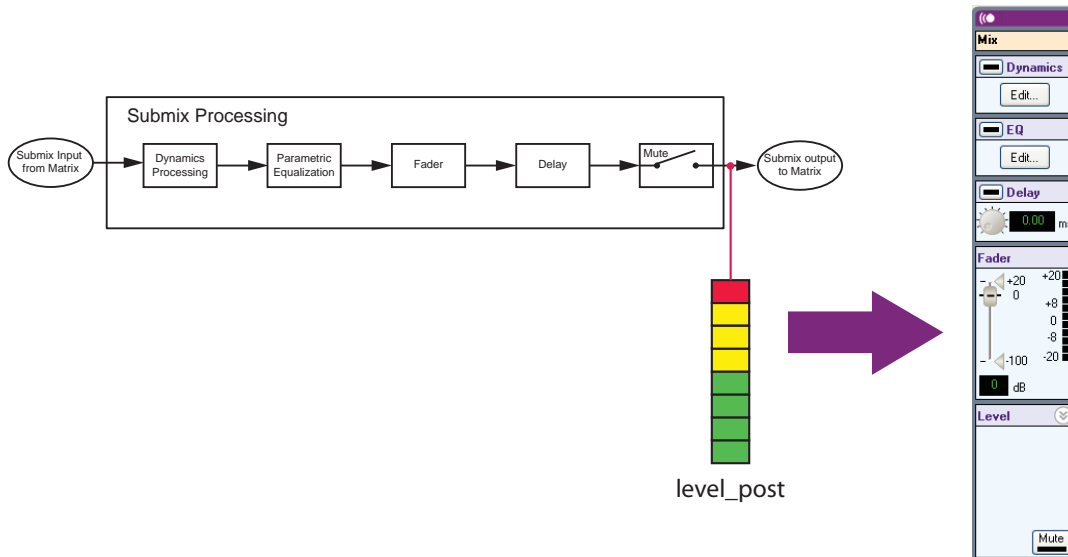 Submix Processing
Submix Input
from Matrix
Dynamics
Processing
Parametric
Equalization
Fader
Delay
Mute
Submix output
to Matrix
level_post
Mix
Dynamics
Edit...
EQ
Edit...
Delay
0.00
Fader
+20
0
-100
+20
+8
0
-8
-20
0 dB
Level
Mute